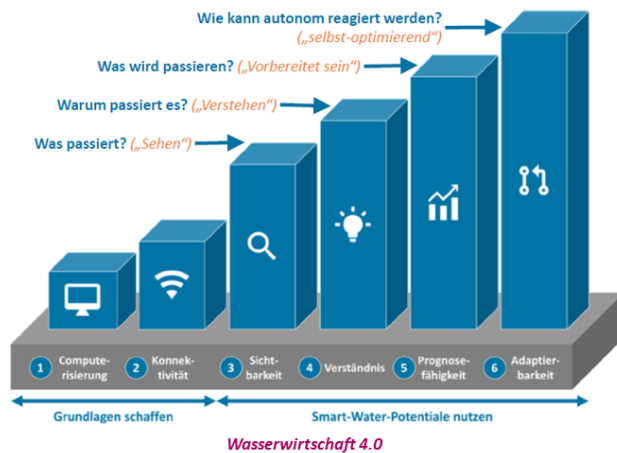 Wie kann autonom reagiert werden?
(„selbst-optimierend“)
Was wird passieren? („Vorbereitet sein“)
Warum passiert es? („Verstehen“)
Was passiert? („Sehen“)
1 Compute-
risierung
2 Konnek-
tivität
3 Sicht-
barkeit
4 Verständnis
5 Prognose-
fähigkeit
6 Adaptier-
barkeit
Grundlagen schaffen
Smart-Water-Potentiale nutzen
Wasserwirtschaft 4.0